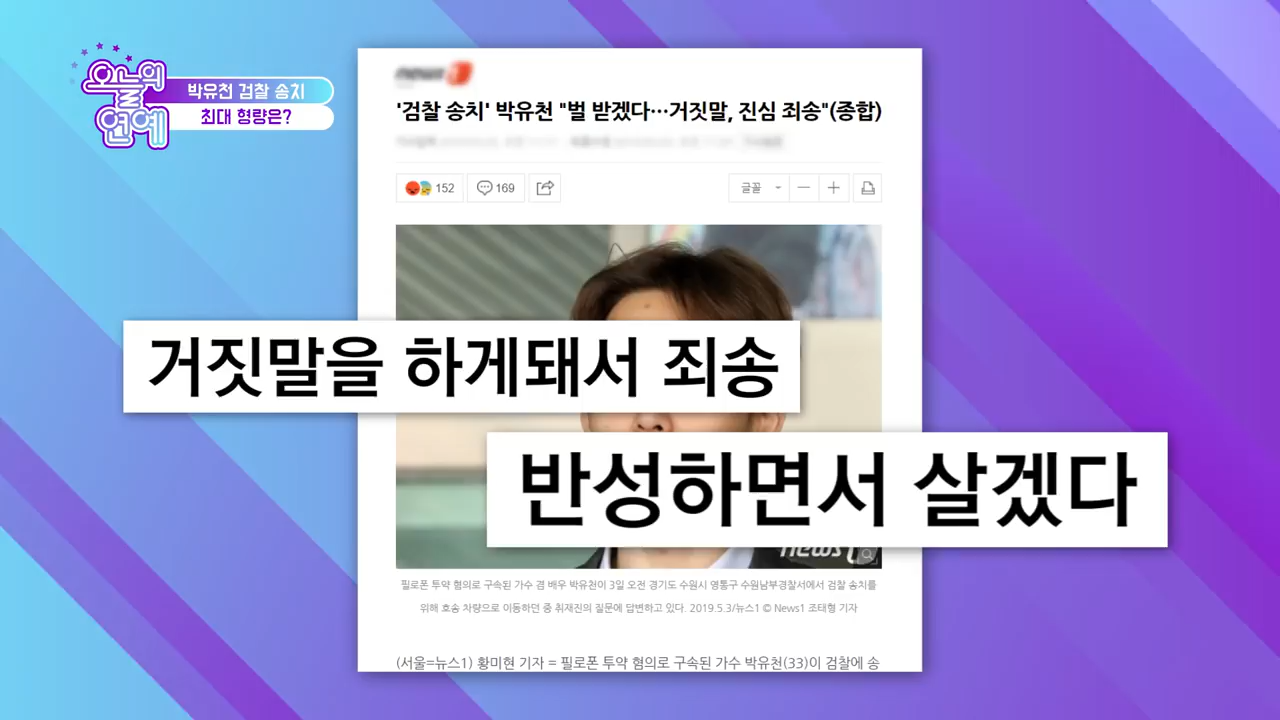 오늘의
연예
박유천 검찰 송치
최대 형량은?
news1
'검찰 송치' 박유천 "벌 받겠다…거짓말, 진심 죄송"(종합)
152
169
글꼴
거짓말을 하게돼서 죄송
반성하면서 살겠다
news1
필로폰 투약 혐의로 구속된 가수 겸 배우 박유천이 3일 오전 경기도 수원시 영통구 수원남부경찰서에서 검찰 송치를
위해 호송 차량으로 이동하던 중 취재진의 질문에 답변하고 있다. 2019.5.3/뉴스1 © News1 조태형 기자
(서울=뉴스1) 황미현 기자 = 필로폰 투약 혐의로 구속된 가수 박유천(33)이 검찰에 송